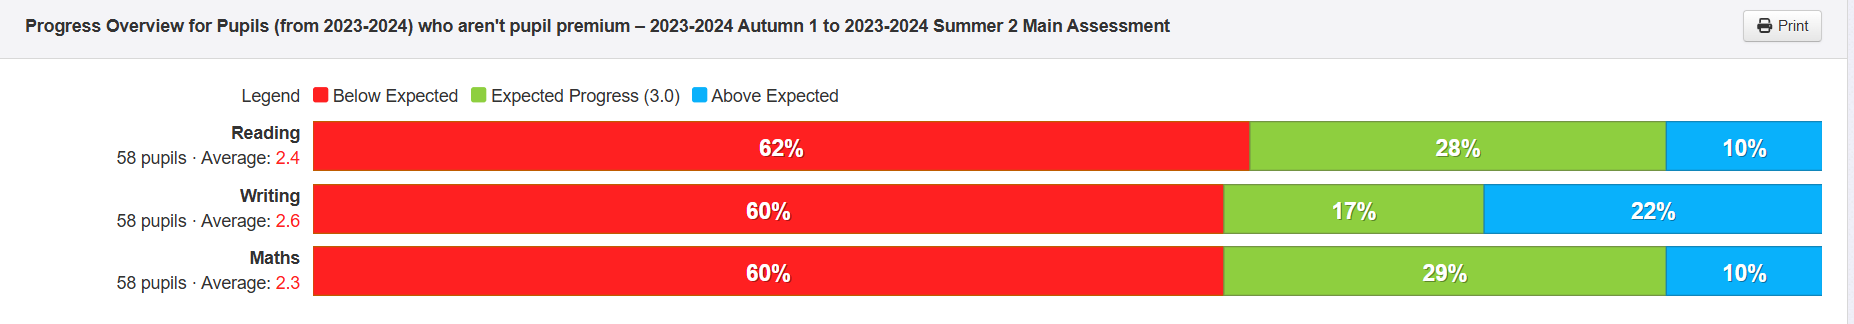 Progress Overview for Pupils (from 2023-2024) who aren't pupil premium – 2023-2024 Autumn 1 to 2023-2024 Summer 2 Main Assessment
Print
Legend Below Expected Expected Progress (3.0) Above Expected
Reading
58 pupils · Average: 2.4
62% 28% 10%
Writing
58 pupils · Average: 2.6
60% 17% 22%
Maths
58 pupils · Average: 2.3
60% 29% 10%